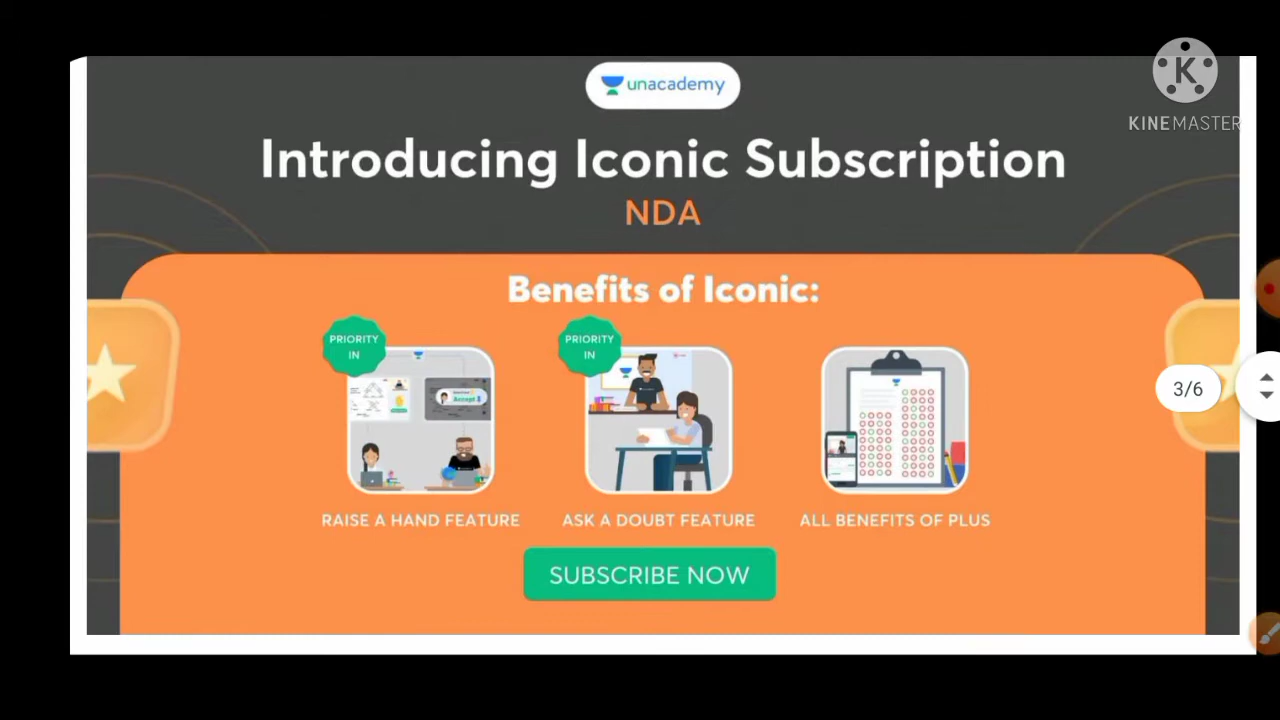 unacademy
K
KINEMASTER
Introducing Iconic Subscription
NDA
Benefits of Iconic:
PRIORITY
IN
PRIORITY
IN
Accept
3/6
RAISE A HAND FEATURE
ASK A DOUBT FEATURE
ALL BENEFITS OF PLUS
SUBSCRIBE NOW